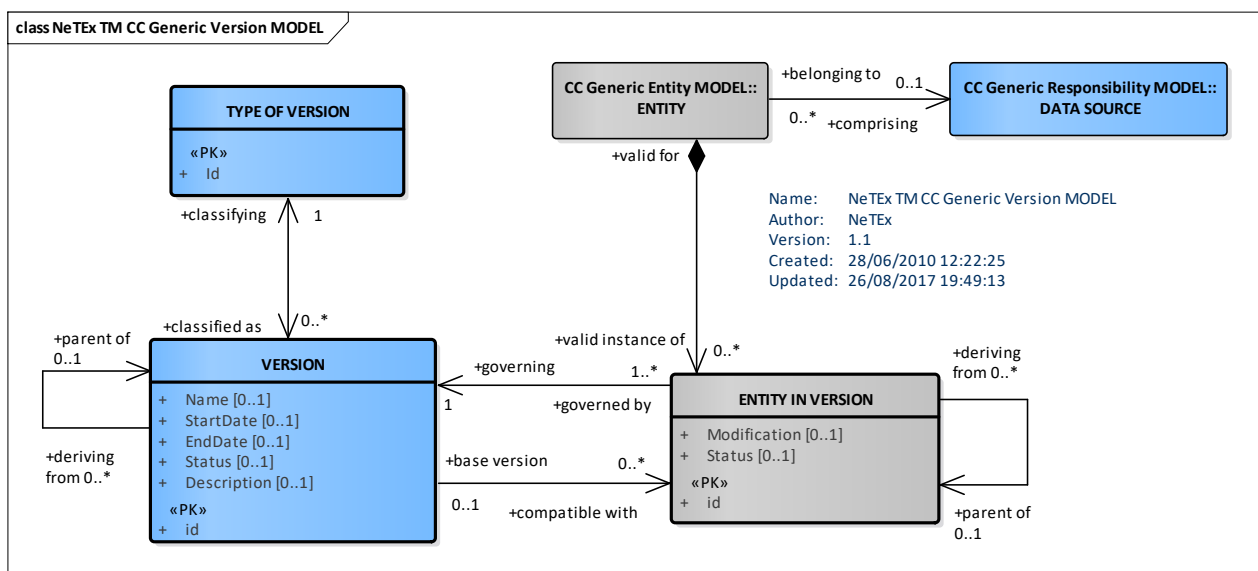 class NeTEx TM CC Generic Version MODEL
CC Generic Entity MODEL::
ENTITY
+belonging to
0..1
0..*
+comprising
CC Generic Responsibility MODEL::
DATA SOURCE
TYPE OF VERSION
«PK»
+ Id
+valid for
+classifying
1
Name: NeTEx TM CC Generic Version MODEL
Author: NeTEx
Version: 1.1
Created: 28/06/2010 12:22:25
Updated: 26/08/2017 19:49:13
+classified as
0..*
+parent of
0..1
+valid instance of
0..*
+deriving
from 0..*
VERSION
+ Name [0..1]
+ StartDate [0..1]
+ EndDate [0..1]
+ Status [0..1]
+ Description [0..1]
«PK»
+ id
+governing
1..*
1
+governed by
ENTITY IN VERSION
+ Modification [0..1]
+ Status [0..1]
«PK»
+ id
+deriving
from 0..*
+base version
0..*
0..1
+compatible with
+parent of
0..1